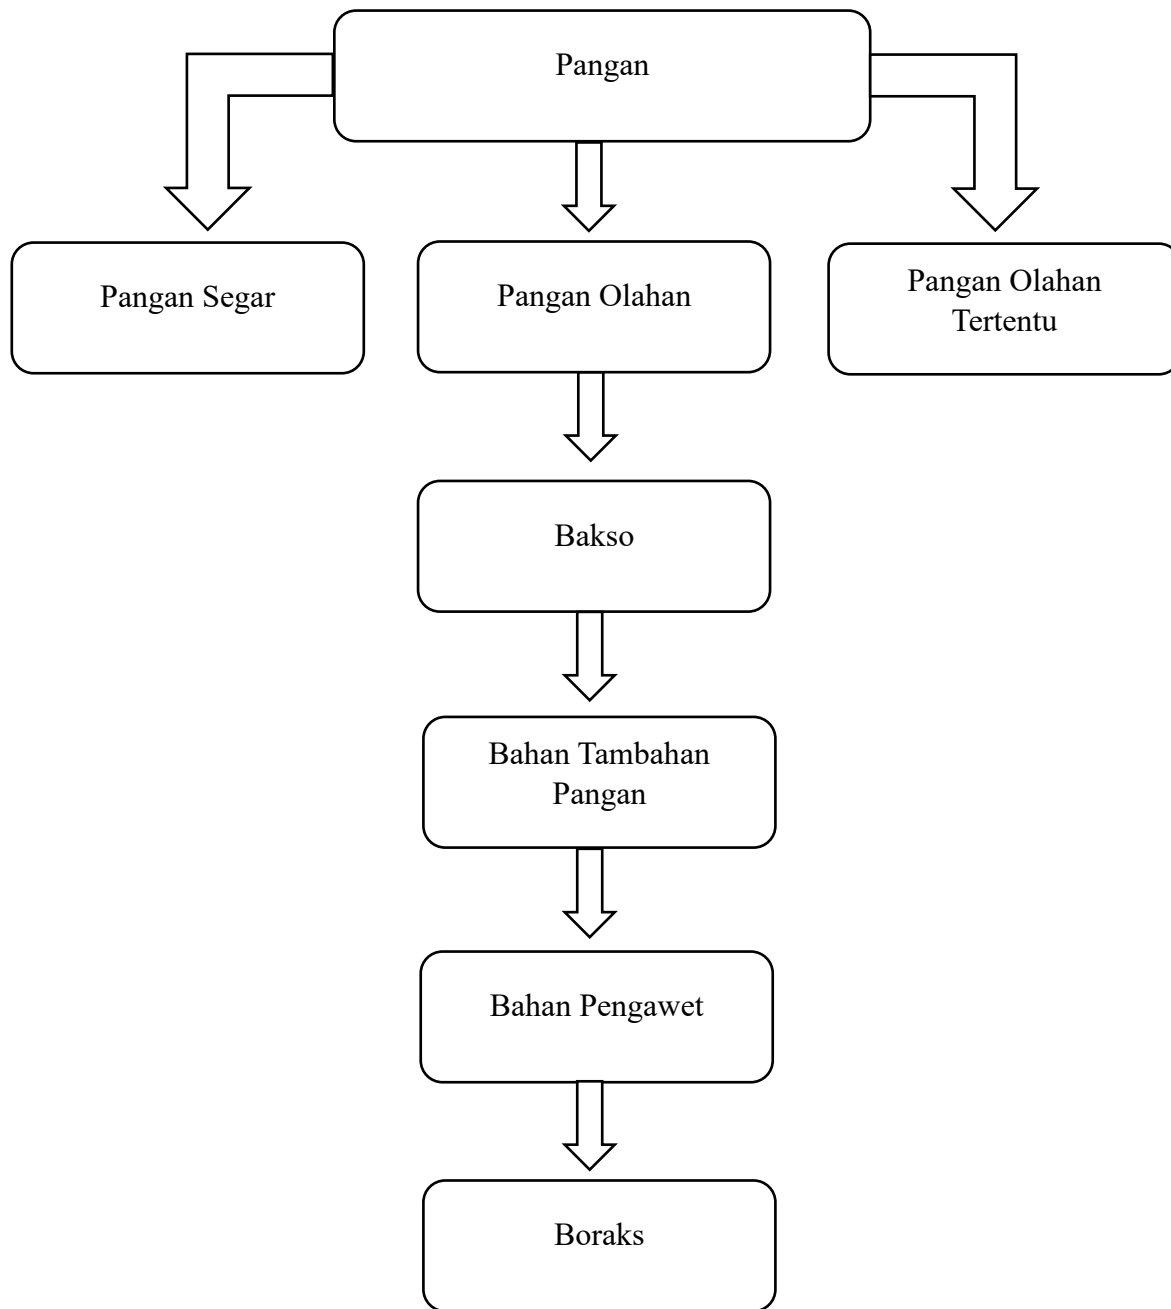 Pangan
Pangan Segar
Pangan Olahan
Pangan Olahan
Tertentu
Bakso
Bahan Tambahan
Pangan
Bahan Pengawet
Boraks